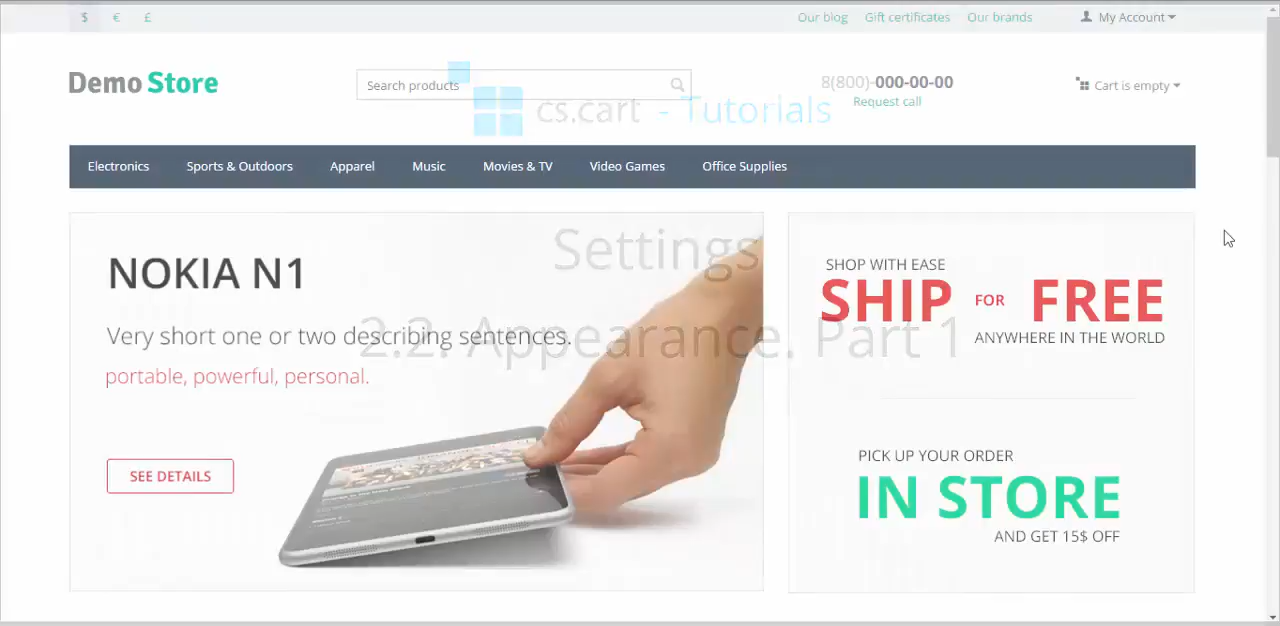 $ € £ Our blog Gift certificates Our brands My Account
Demo Store
Search products
8(800)-000-00-00
Request call
Cart is empty
cs.cart - Tutorials
Electronics Sports & Outdoors Apparel Music Movies & TV Video Games Office Supplies
Settings
2.2. Appearance. Part 1
NOKIA N1
Very short one or two describing sentences.
portable, powerful, personal.
SEE DETAILS
SHOP WITH EASE
SHIP FOR FREE
ANYWHERE IN THE WORLD
PICK UP YOUR ORDER
IN STORE
AND GET 15$ OFF